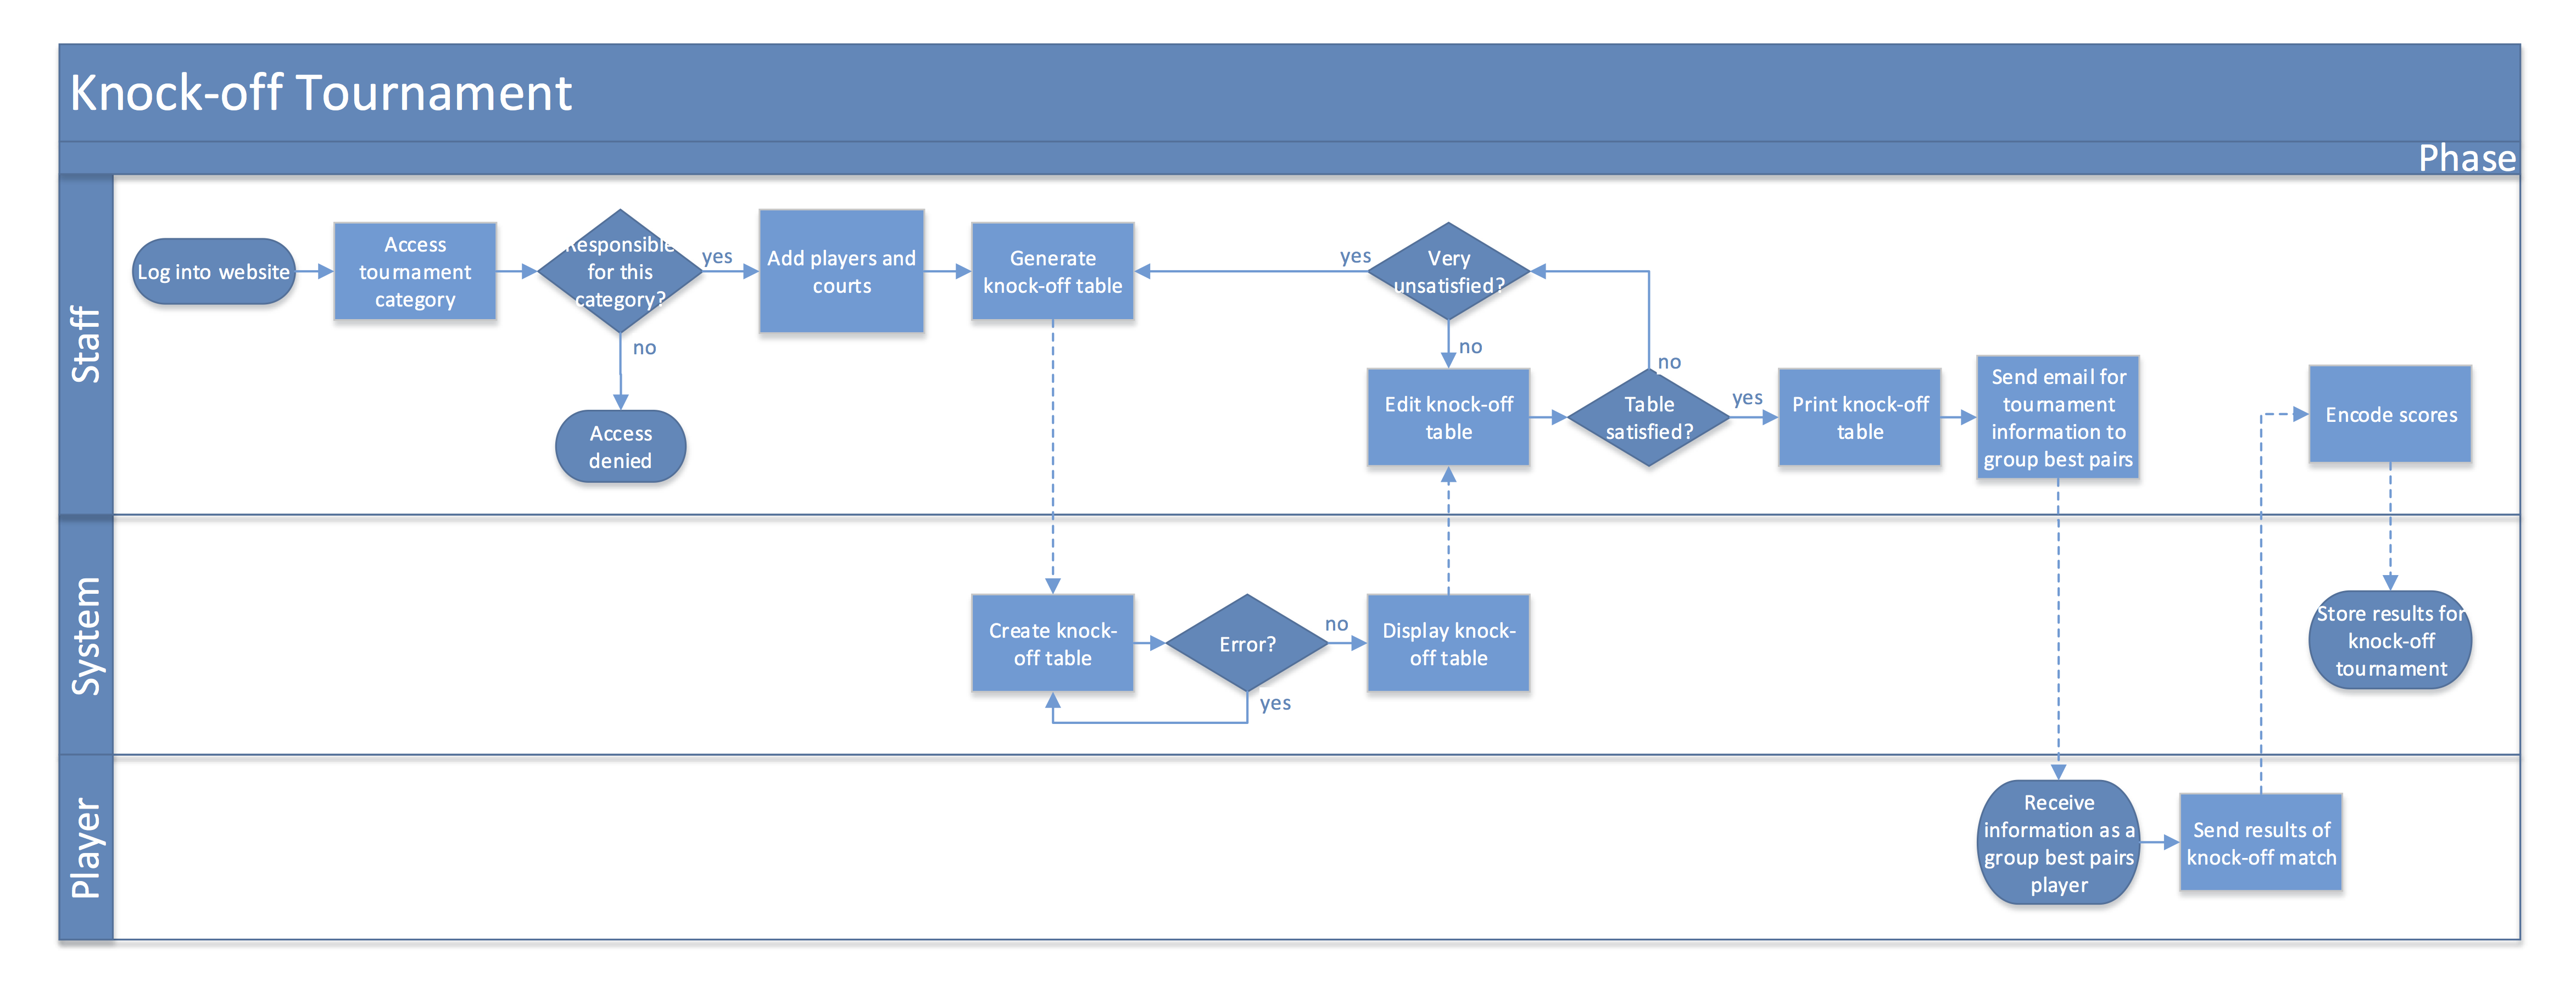 Knock-off Tournament
Phase
Staff
Log into website
Access
tournament
category
Responsible
for this
category?
yes
no
Access
denied
Add players and
courts
Generate
knock-off table
yes
Very
unsatisfied?
no
Edit knock-off
table
no
Table
satisfied?
yes
Print knock-off
table
Send email for
tournament
information to
group best pairs
Encode scores
System
Create knock-
off table
Error?
no
yes
Display knock-
off table
Store results for
knock-off
tournament
Player
Receive
information as a
group best pairs
player
Send results of
knock-off match